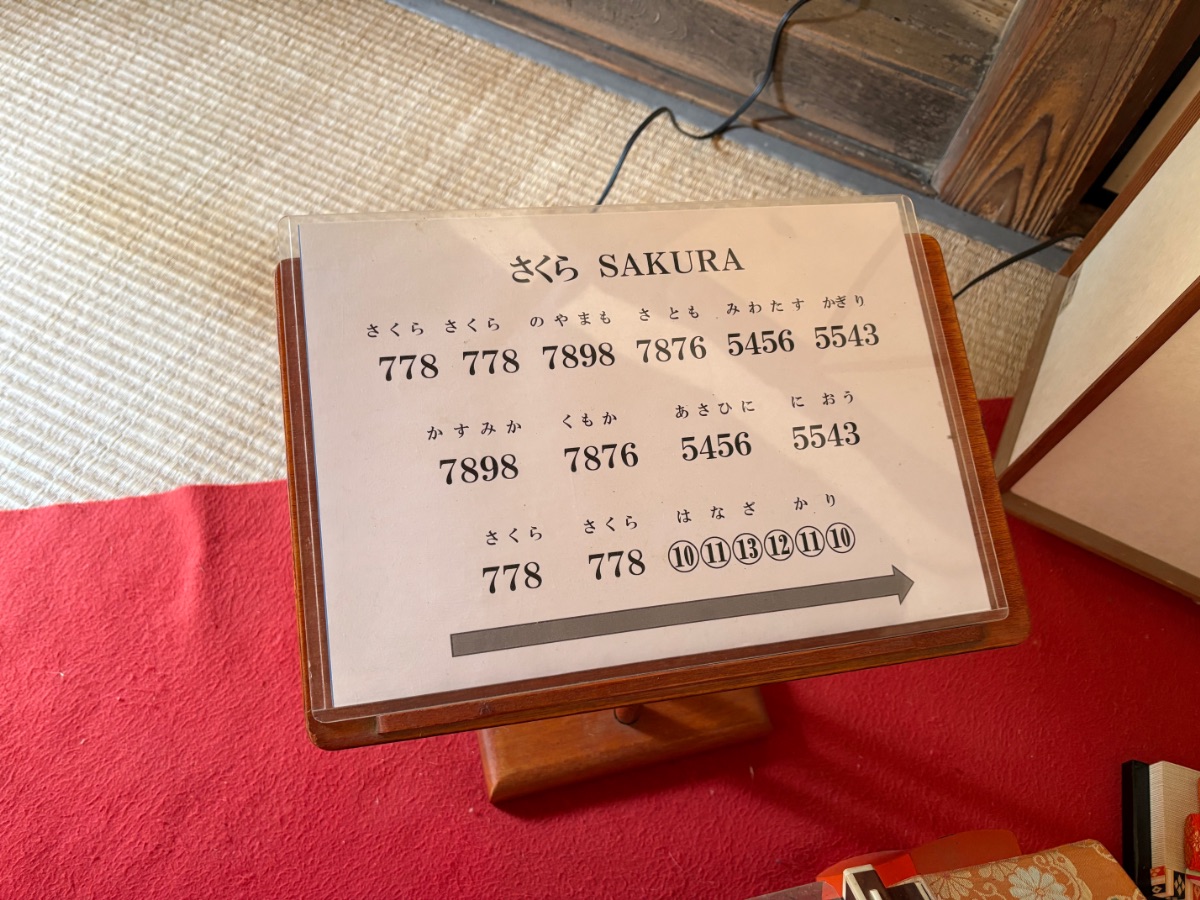 さくら SAKURA
さくら さくら のやまも さとも みわたす かぎり
778 778 7898 7876 5456 5543
かすみか くもか あさひに におう
7898 7876 5456 5543
さくら さくら はなざかり
778 778 ⑩⑪⑬⑫⑪⑩